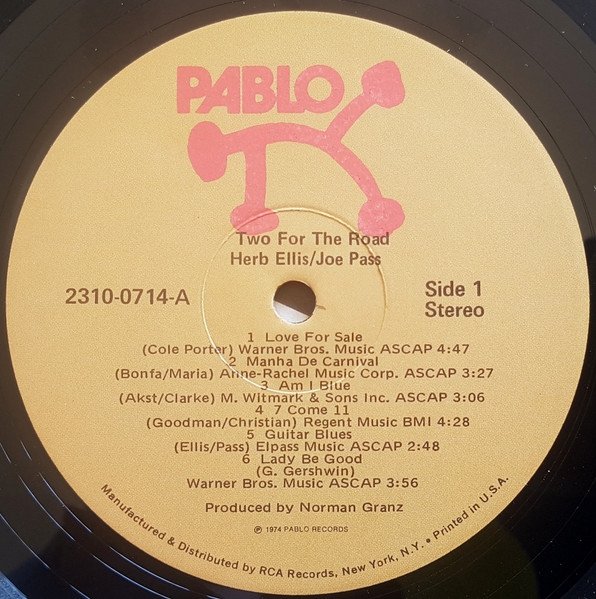 PABLO
Two For The Road
Herb Ellis/Joe Pass
2310-0714-A
Side 1
Stereo
1 Love For Sale
(Cole Porter) Warner Bros. Music ASCAP 4:47
2 Manha De Carnival
(Bonfa/Maria) Anne-Rachel Music Corp. ASCAP 3:27
3 Am I Blue
(Akst/Clarke) M. Witmark & Sons Inc. ASCAP 3:06
4 7 Come 11
(Goodman/Christian) Regent Music BMI 4:28
5 Guitar Blues
(Ellis/Pass) Elpass Music ASCAP 2:48
6 Lady Be Good
(G. Gershwin)
Warner Bros. Music ASCAP 3:56
Produced by Norman Granz
℗ 1974 PABLO RECORDS
Manufactured & Distributed by RCA Records, New York, N.Y. • Printed in U.S.A.